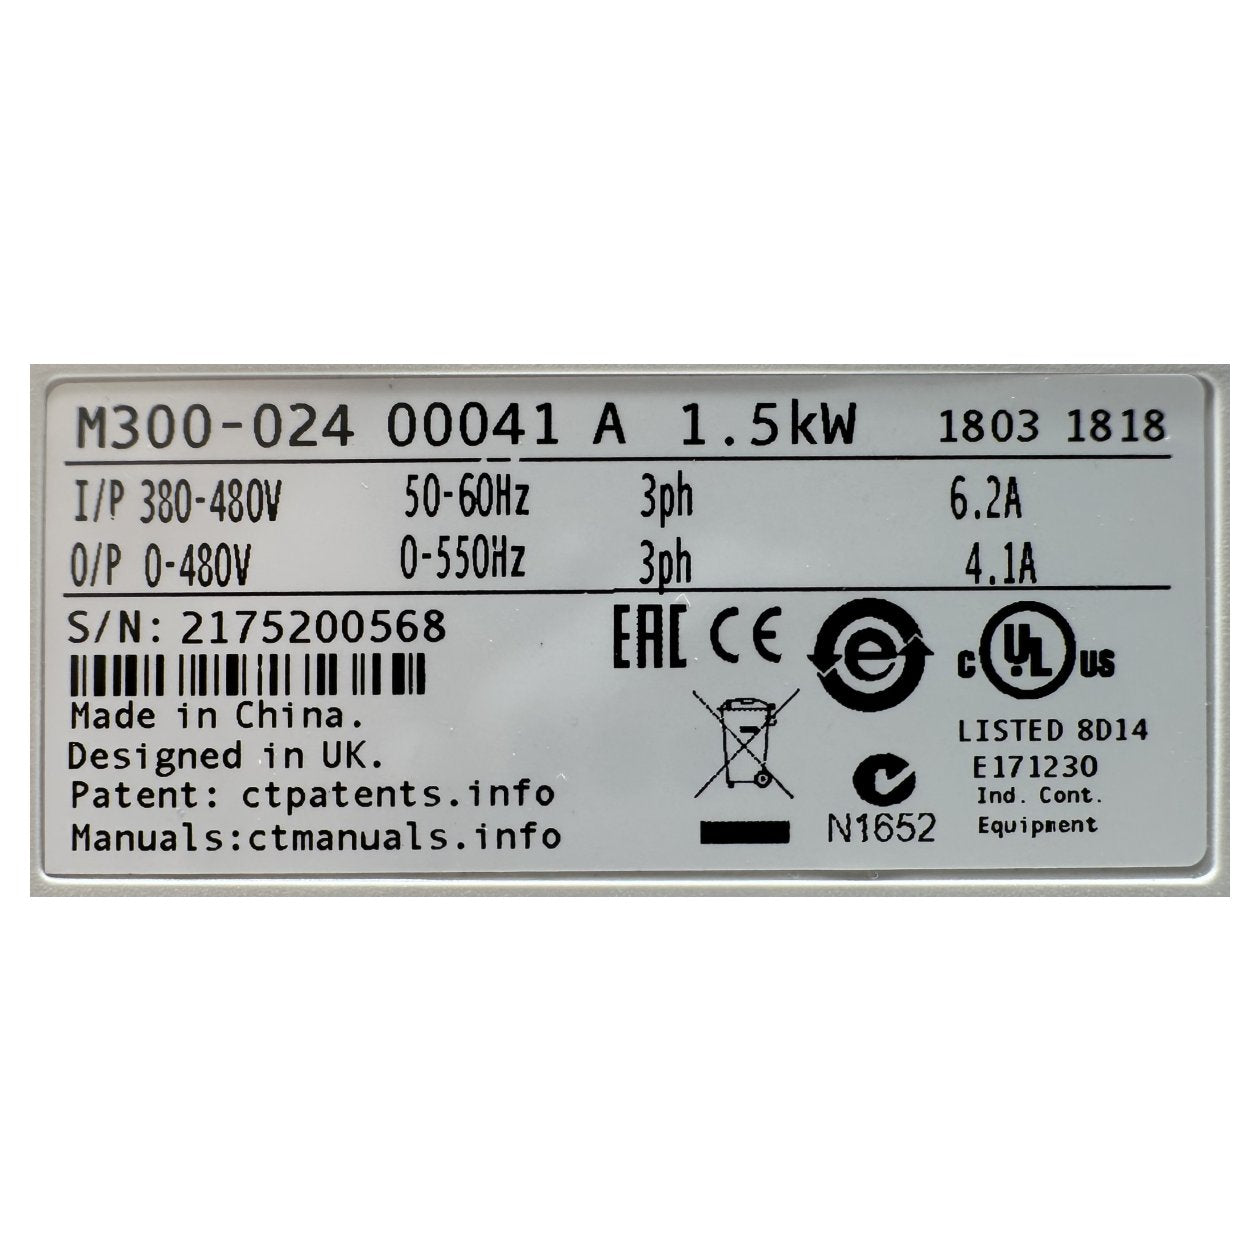 M300-024 00041 A 1.5kW 1803 1818
I/P 380-480V 50-60Hz 3ph 6.2A
O/P 0-480V 0-550Hz 3ph 4.1A
S/N: 2175200568
EAC CE e c UL US
Made in China.
Designed in UK.
Patent: ctpatents.info
Manuals:ctmanuals.info
N1652
LISTED 8D14
E171230
Ind. Cont.
Equipment